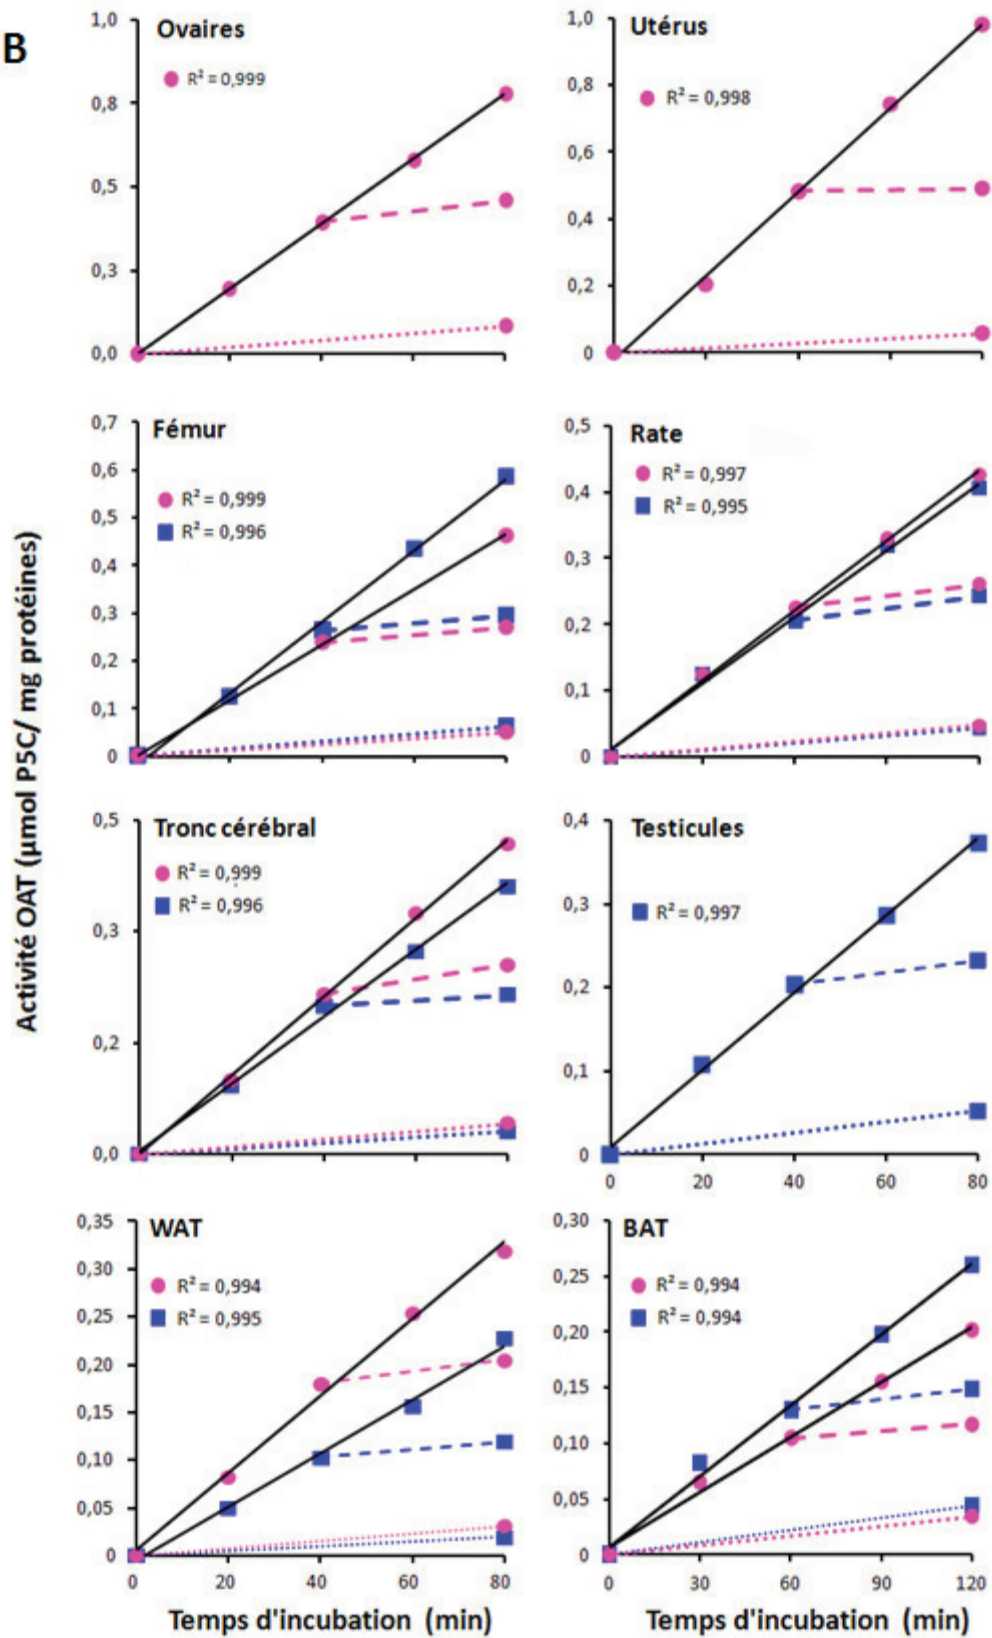 B
Activité OAT (µmol P5C/ mg protéines)
Ovaires
R² = 0,999
1,0
0,8
0,5
0,3
0,0
Utérus
R² = 0,998
1,0
0,8
0,6
0,4
0,2
0
Fémur
R² = 0,999
R² = 0,996
0,7
0,6
0,5
0,4
0,3
0,2
0,1
0
Rate
R² = 0,997
R² = 0,995
0,5
0,4
0,3
0,2
0,1
0
Tronc cérébral
R² = 0,999
R² = 0,996
0,5
0,3
0,2
0,0
Testicules
R² = 0,997
0,4
0,3
0,2
0,1
0
0 20 40 60 80
WAT
R² = 0,994
R² = 0,995
0,35
0,30
0,25
0,20
0,15
0,10
0,05
0
0 20 40 60 80
Temps d'incubation (min)
BAT
R² = 0,994
R² = 0,994
0,30
0,25
0,20
0,15
0,10
0,05
0
0 30 60 90 120
Temps d'incubation (min)